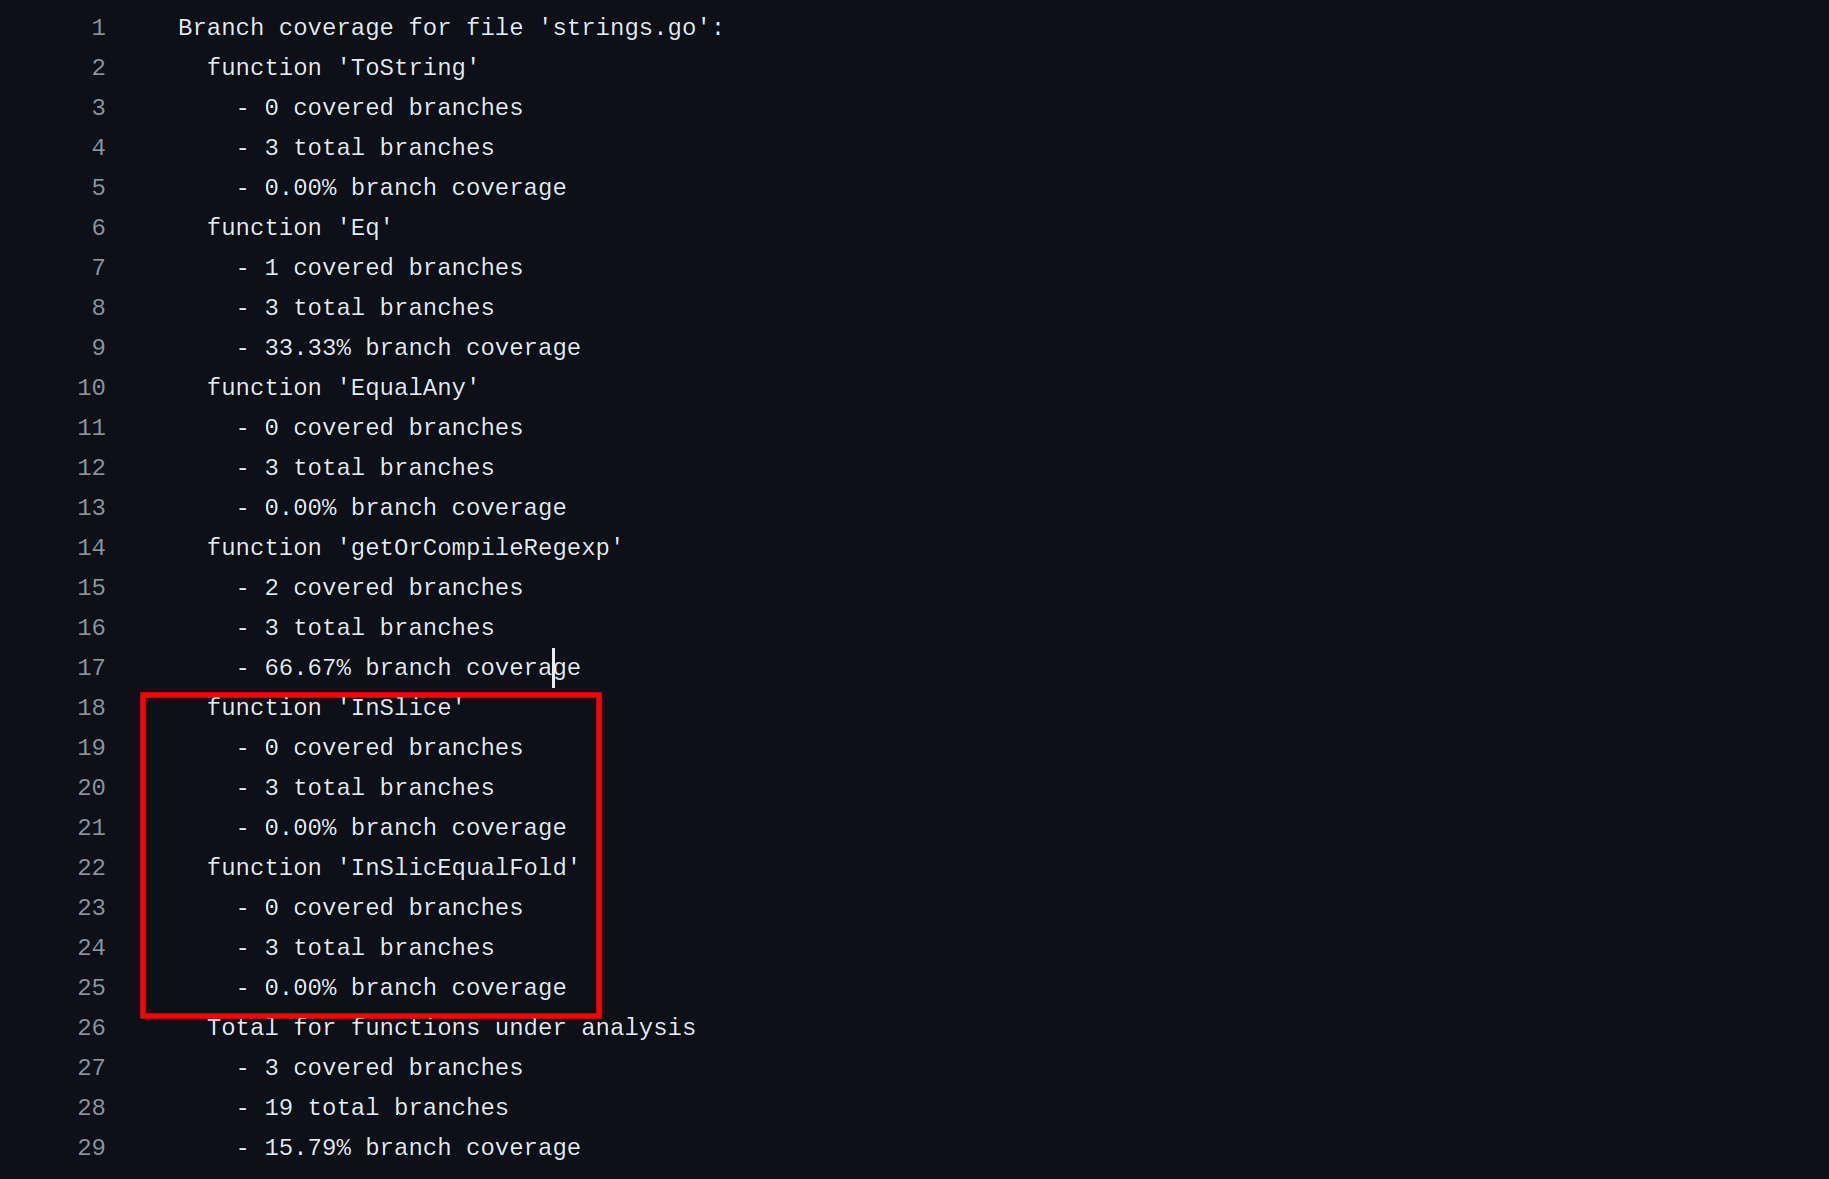 1 Branch coverage for file 'strings.go':
2 function 'ToString'
3 - 0 covered branches
4 - 3 total branches
5 - 0.00% branch coverage
6 function 'Eq'
7 - 1 covered branches
8 - 3 total branches
9 - 33.33% branch coverage
10 function 'EqualAny'
11 - 0 covered branches
12 - 3 total branches
13 - 0.00% branch coverage
14 function 'getOrCompileRegexp'
15 - 2 covered branches
16 - 3 total branches
17 - 66.67% branch coverage
18 function 'InSlice'
19 - 0 covered branches
20 - 3 total branches
21 - 0.00% branch coverage
22 function 'InSlicEqualFold'
23 - 0 covered branches
24 - 3 total branches
25 - 0.00% branch coverage
26 Total for functions under analysis
27 - 3 covered branches
28 - 19 total branches
29 - 15.79% branch coverage